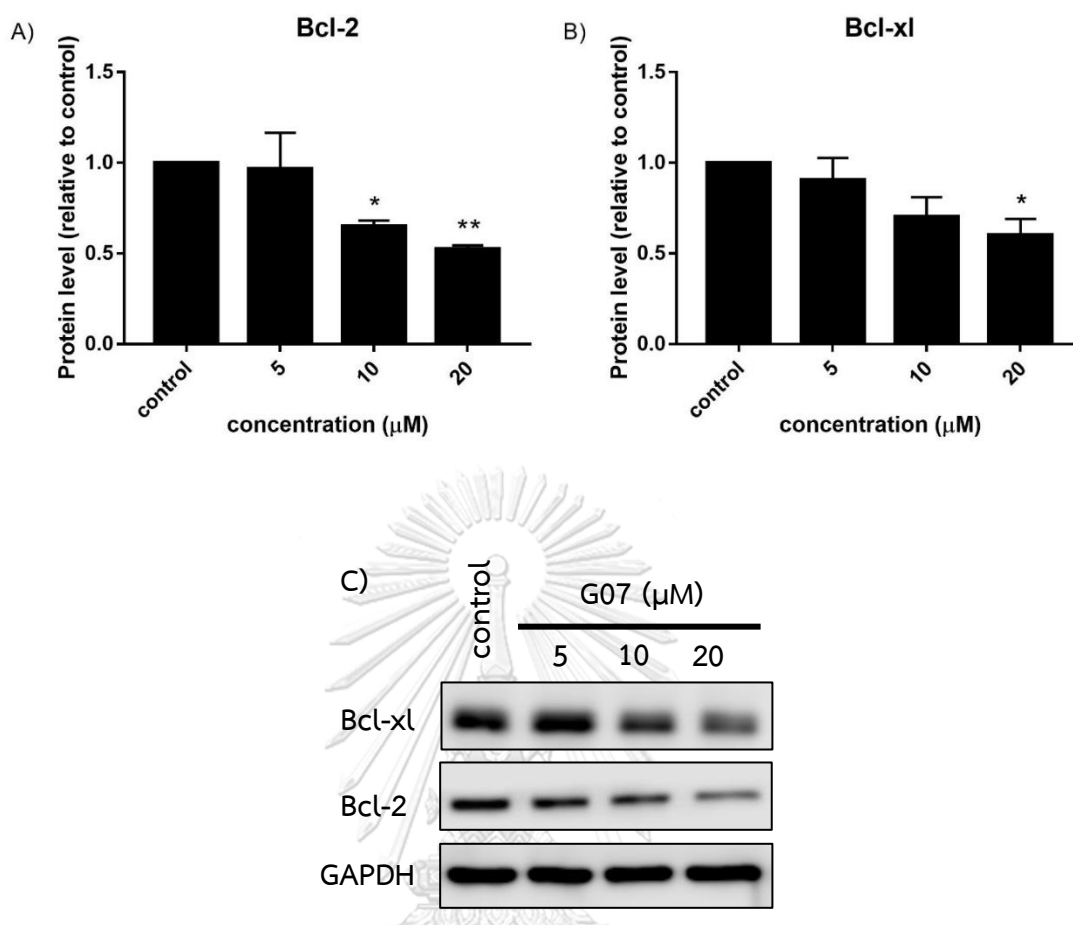 A)
Bcl-2
Protein level (relative to control)
1.5
1.0
0.5
0.0
*
**
control
5
10
20
concentration (μM)
B)
Bcl-xl
Protein level (relative to control)
1.5
1.0
0.5
0.0
*
control
5
10
20
concentration (μM)
C)
control
G07 (μM)
5 10 20
Bcl-xl
Bcl-2
GAPDH